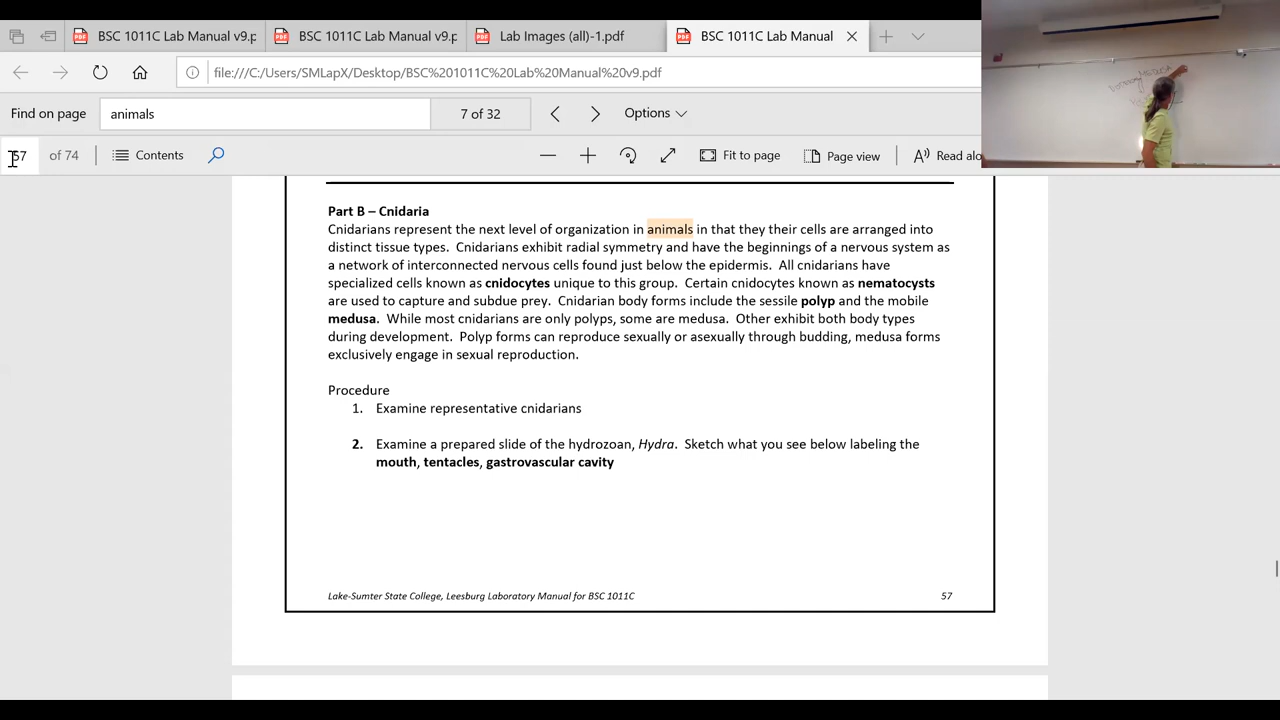 BSC 1011C Lab Manual v9.p
BSC 1011C Lab Manual v9.p
Lab Images (all)-1.pdf
BSC 1011C Lab Manual
file:///C:/Users/SMLapX/Desktop/BSC%201011C%20Lab%20Manual%20v9.pdf
Find on page
animals
7 of 32
Options
57
of 74
Contents
Fit to page
Page view
Read alo
Part B – Cnidaria
Cnidarians represent the next level of organization in animals in that they their cells are arranged into
distinct tissue types. Cnidarians exhibit radial symmetry and have the beginnings of a nervous system as
a network of interconnected nervous cells found just below the epidermis. All cnidarians have
specialized cells known as cnidocytes unique to this group. Certain cnidocytes known as nematocysts
are used to capture and subdue prey. Cnidarian body forms include the sessile polyp and the mobile
medusa. While most cnidarians are only polyps, some are medusa. Other exhibit both body types
during development. Polyp forms can reproduce sexually or asexually through budding, medusa forms
exclusively engage in sexual reproduction.
Procedure
1. Examine representative cnidarians
2. Examine a prepared slide of the hydrozoan, Hydra. Sketch what you see below labeling the
mouth, tentacles, gastrovascular cavity
Lake-Sumter State College, Leesburg Laboratory Manual for BSC 1011C
57